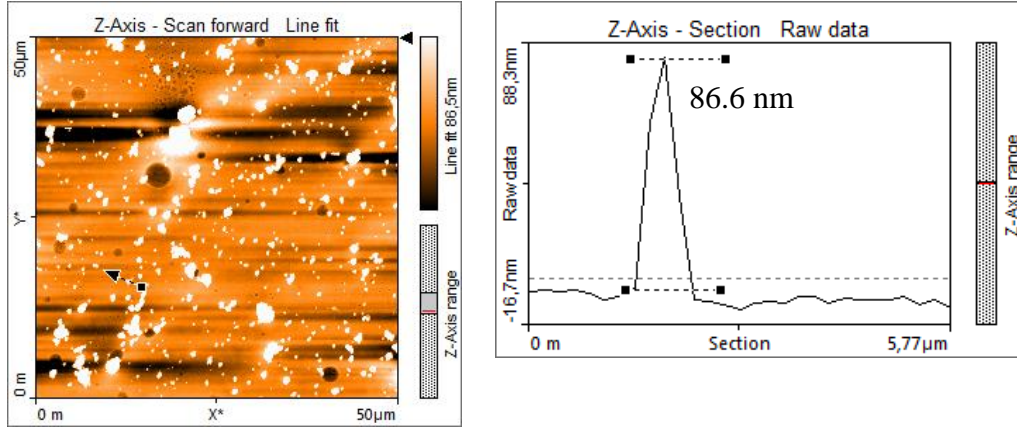 Z-Axis - Scan forward Line fit
50µm
Y*
0 m
0 m
X*
50µm
Line fit 86,5nm
Z-Axis range
Z-Axis - Section Raw data
88,3nm
Raw data
-16,7nm
86.6 nm
0 m
Section
5,77µm
Z-Axis range